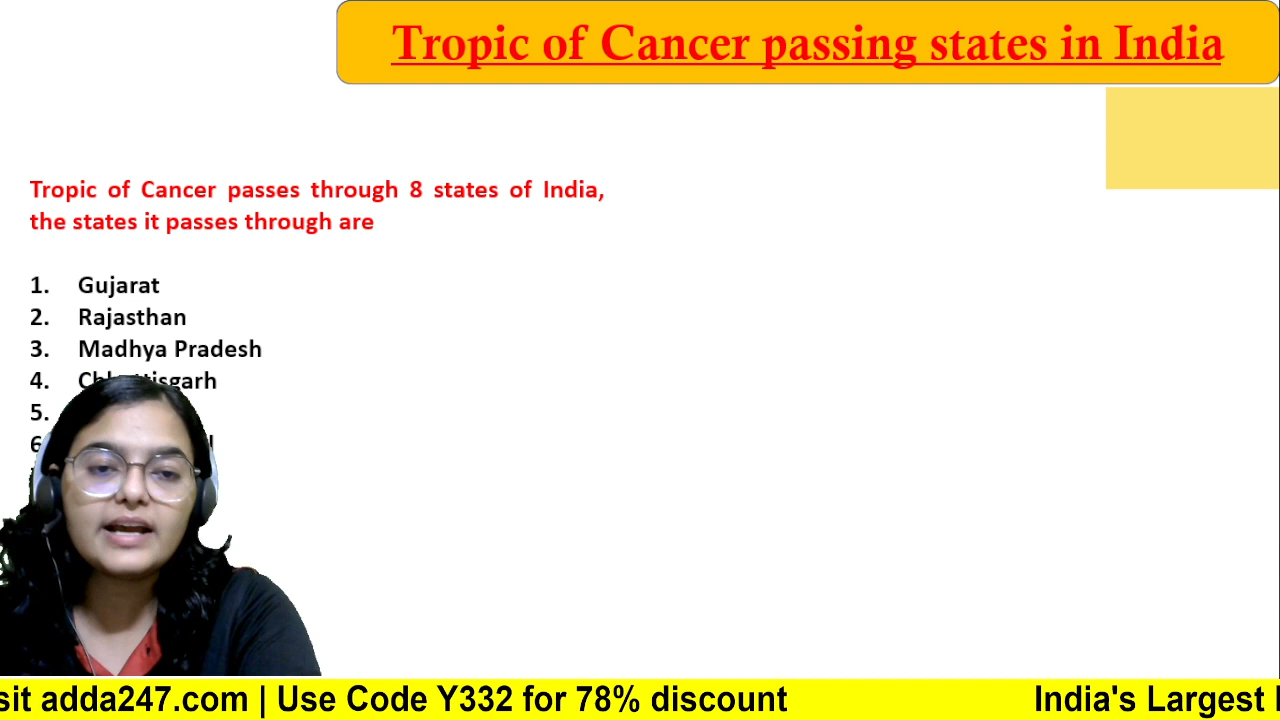 Tropic of Cancer passing states in India
Tropic of Cancer passes through 8 states of India,
the states it passes through are
1. Gujarat
2. Rajasthan
3. Madhya Pradesh
4.
5.
sit adda247.com | Use Code Y332 for 78% discount India's Largest